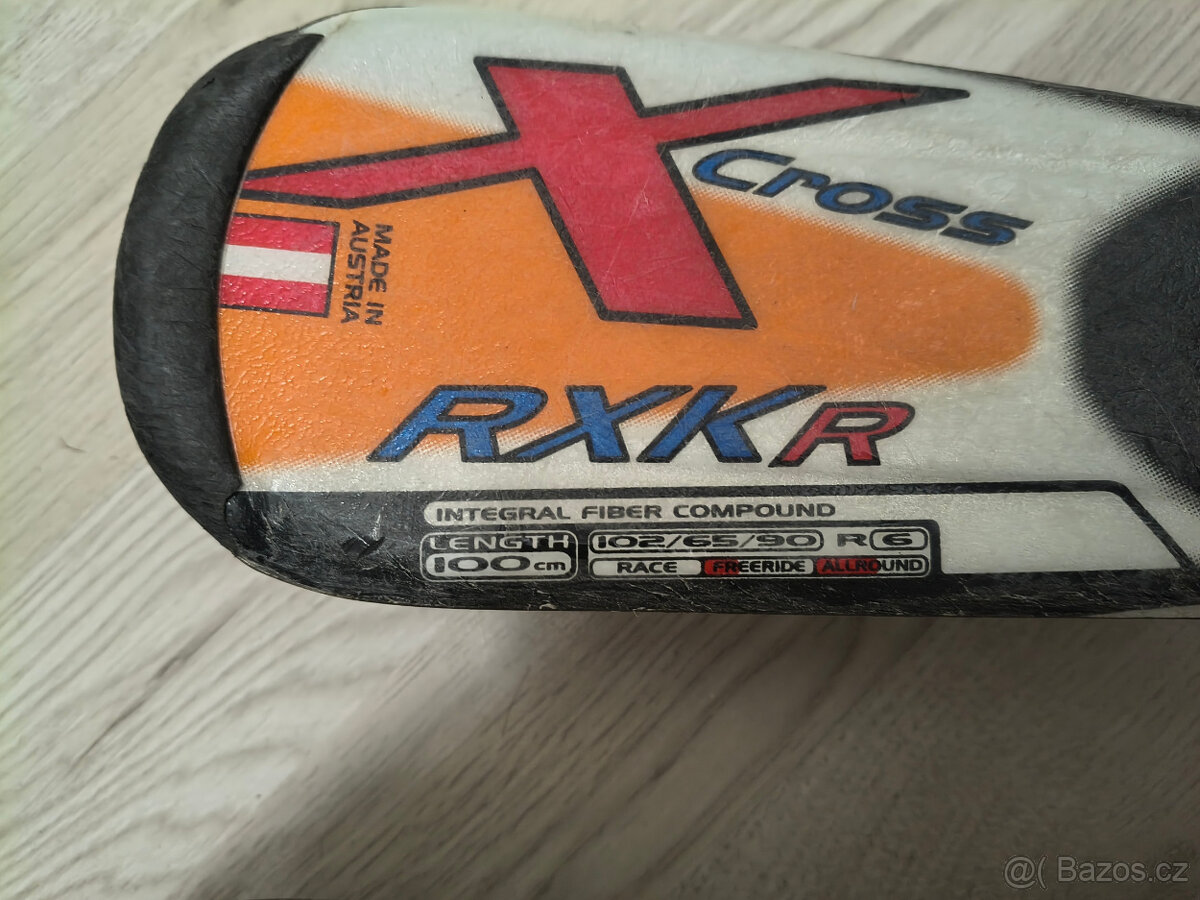 X
Cross
MADE IN
AUSTRIA
RXKR
INTEGRAL FIBER COMPOUND
LENGTH
100cm
102/65/90 R 6
RACE FREERIDE ALLROUND
@( Bazos.cz